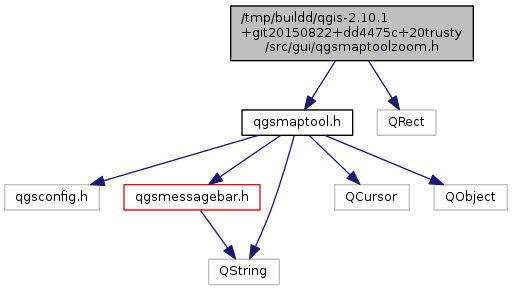 /tmp/buildd/qgis-2.10.1
+git20150822+dd4475c+20trusty
/src/gui/qgsmaptoolzoom.h
qgsmaptool.h
QRect
qgsconfig.h
qgsmessagebar.h
QCursor
QObject
QString